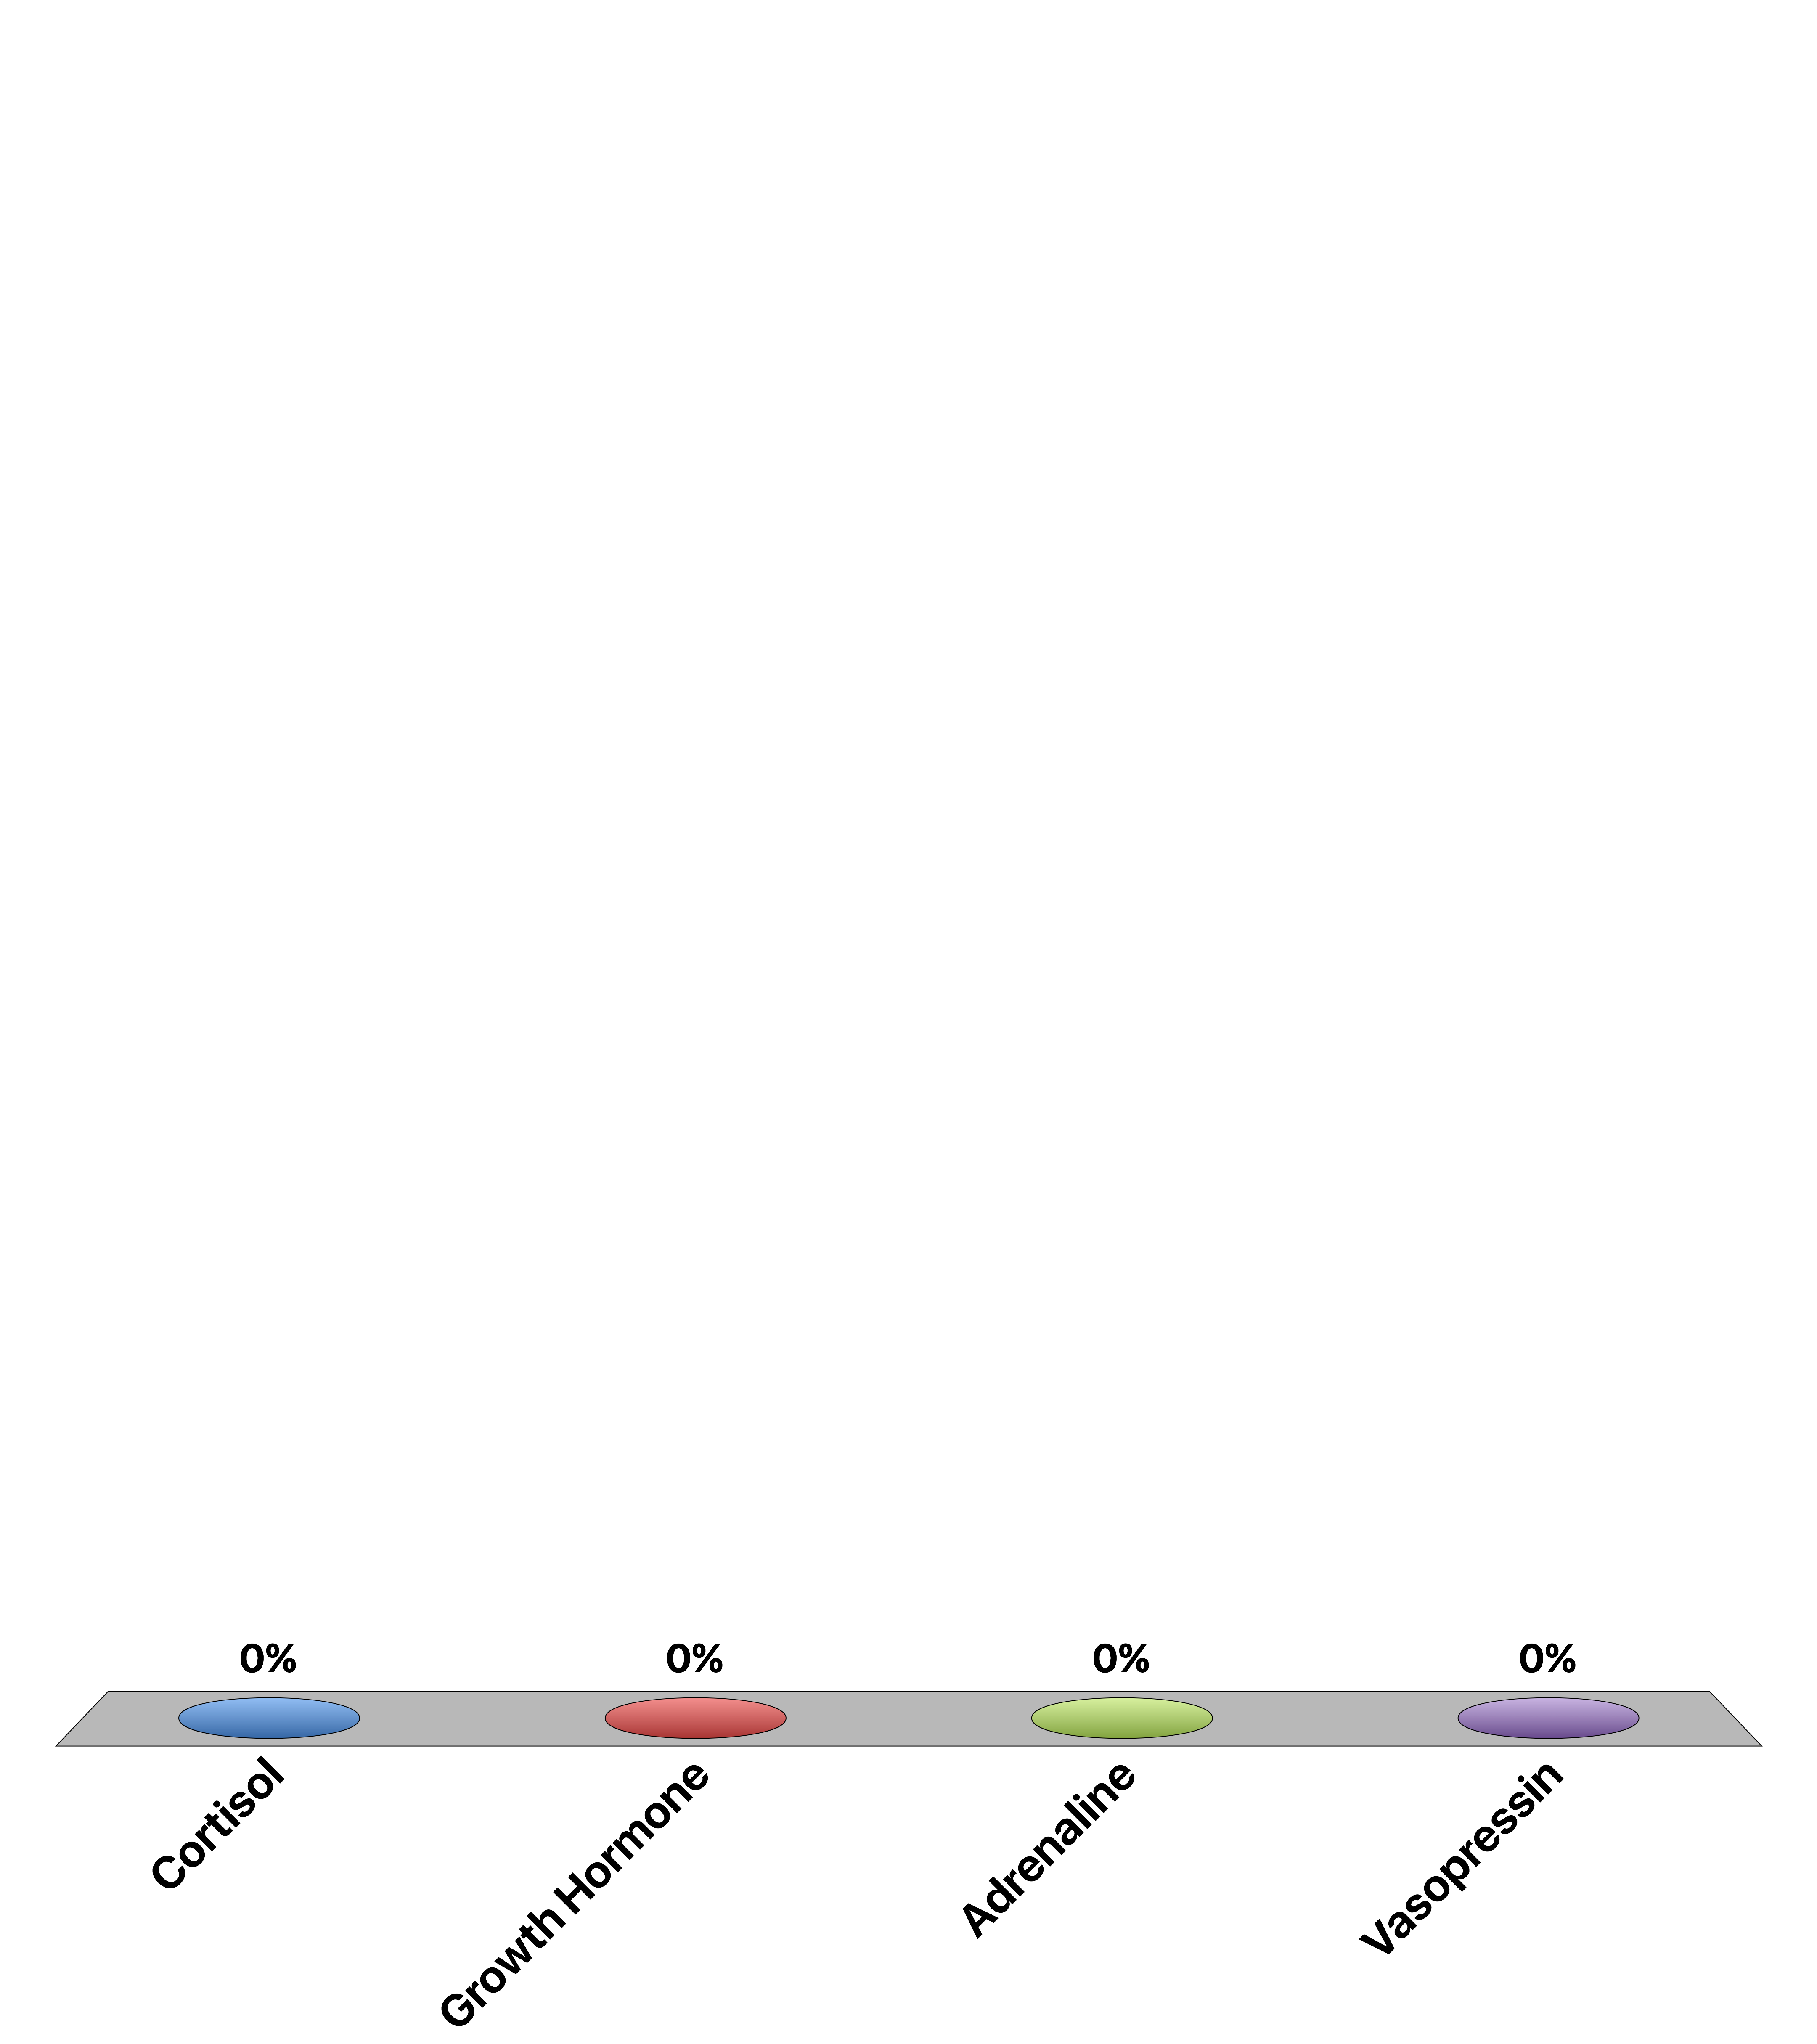 0%
0%
0%
0%
Cortisol
Growth Hormone
Adrenaline
Vasopressin